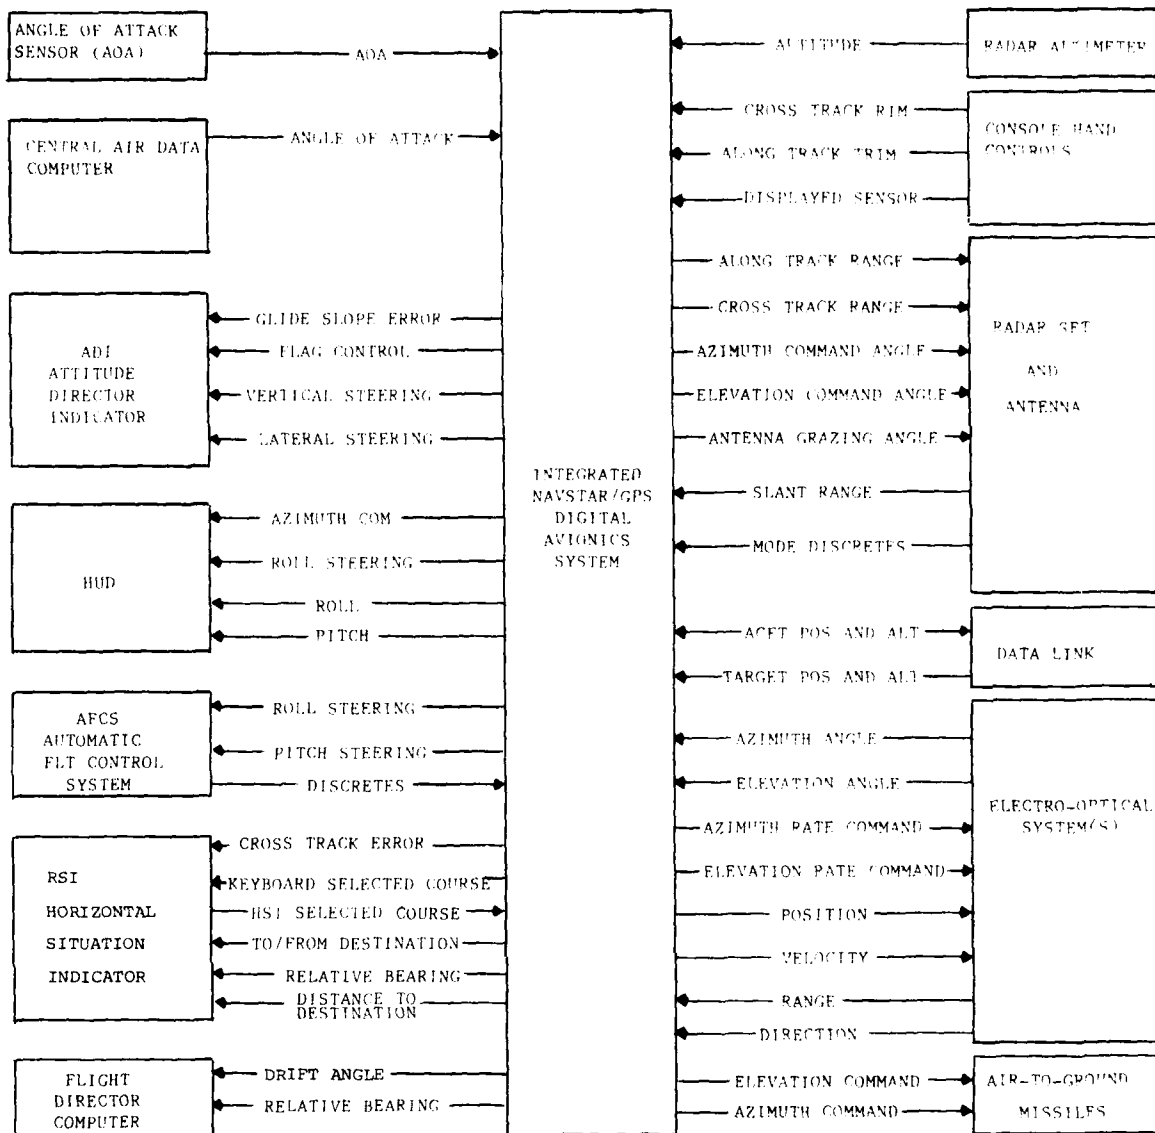 ANGLE OF ATTACK
SENSOR (AOA)
AOA
CENTRAL AIR DATA
COMPUTER
ANGLE OF ATTACK
ADI
ATTITUDE
DIRECTOR
INDICATOR
GLIDE SLOPE ERROR
FLAG CONTROL
VERTICAL STEERING
LATERAL STEERING
HUD
AZIMUTH COM
ROLL STEERING
ROLL
PITCH
AFCS
AUTOMATIC
FLT CONTROL
SYSTEM
ROLL STEERING
PITCH STEERING
DISCRETES
RSI
HORIZONTAL
SITUATION
INDICATOR
CROSS TRACK ERROR
KEYBOARD SELECTED COURSE
HSI SELECTED COURSE
TO/FROM DESTINATION
RELATIVE BEARING
DISTANCE TO
DESTINATION
FLIGHT
DIRECTOR
COMPUTER
DRIFT ANGLE
RELATIVE BEARING
INTEGRATED
NAVSTAR/GPS
DIGITAL
AVIONICS
SYSTEM
ALTITUDE
RADAR ALTIMETER
CROSS TRACK RIM
ALONG TRACK TRIM
DISPLAYED SENSOR
CONSOLE HAND
CONTROLS
ALONG TRACK RANGE
CROSS TRACK RANGE
AZIMUTH COMMAND ANGLE
ELEVATION COMMAND ANGLE
ANTENNA GRAZING ANGLE
SLANT RANGE
MODE DISCRETES
RADAR SET
AND
ANTENNA
ACFT POS AND ALT
TARGET POS AND ALT
DATA LINK
AZIMUTH ANGLE
ELEVATION ANGLE
AZIMUTH RATE COMMAND
ELEVATION RATE COMMAND
POSITION
VELOCITY
RANGE
DIRECTION
ELECTRO-OPTICAL
SYSTEM(S)
ELEVATION COMMAND
AZIMUTH COMMAND
AIR-TO-GROUND
MISSILES